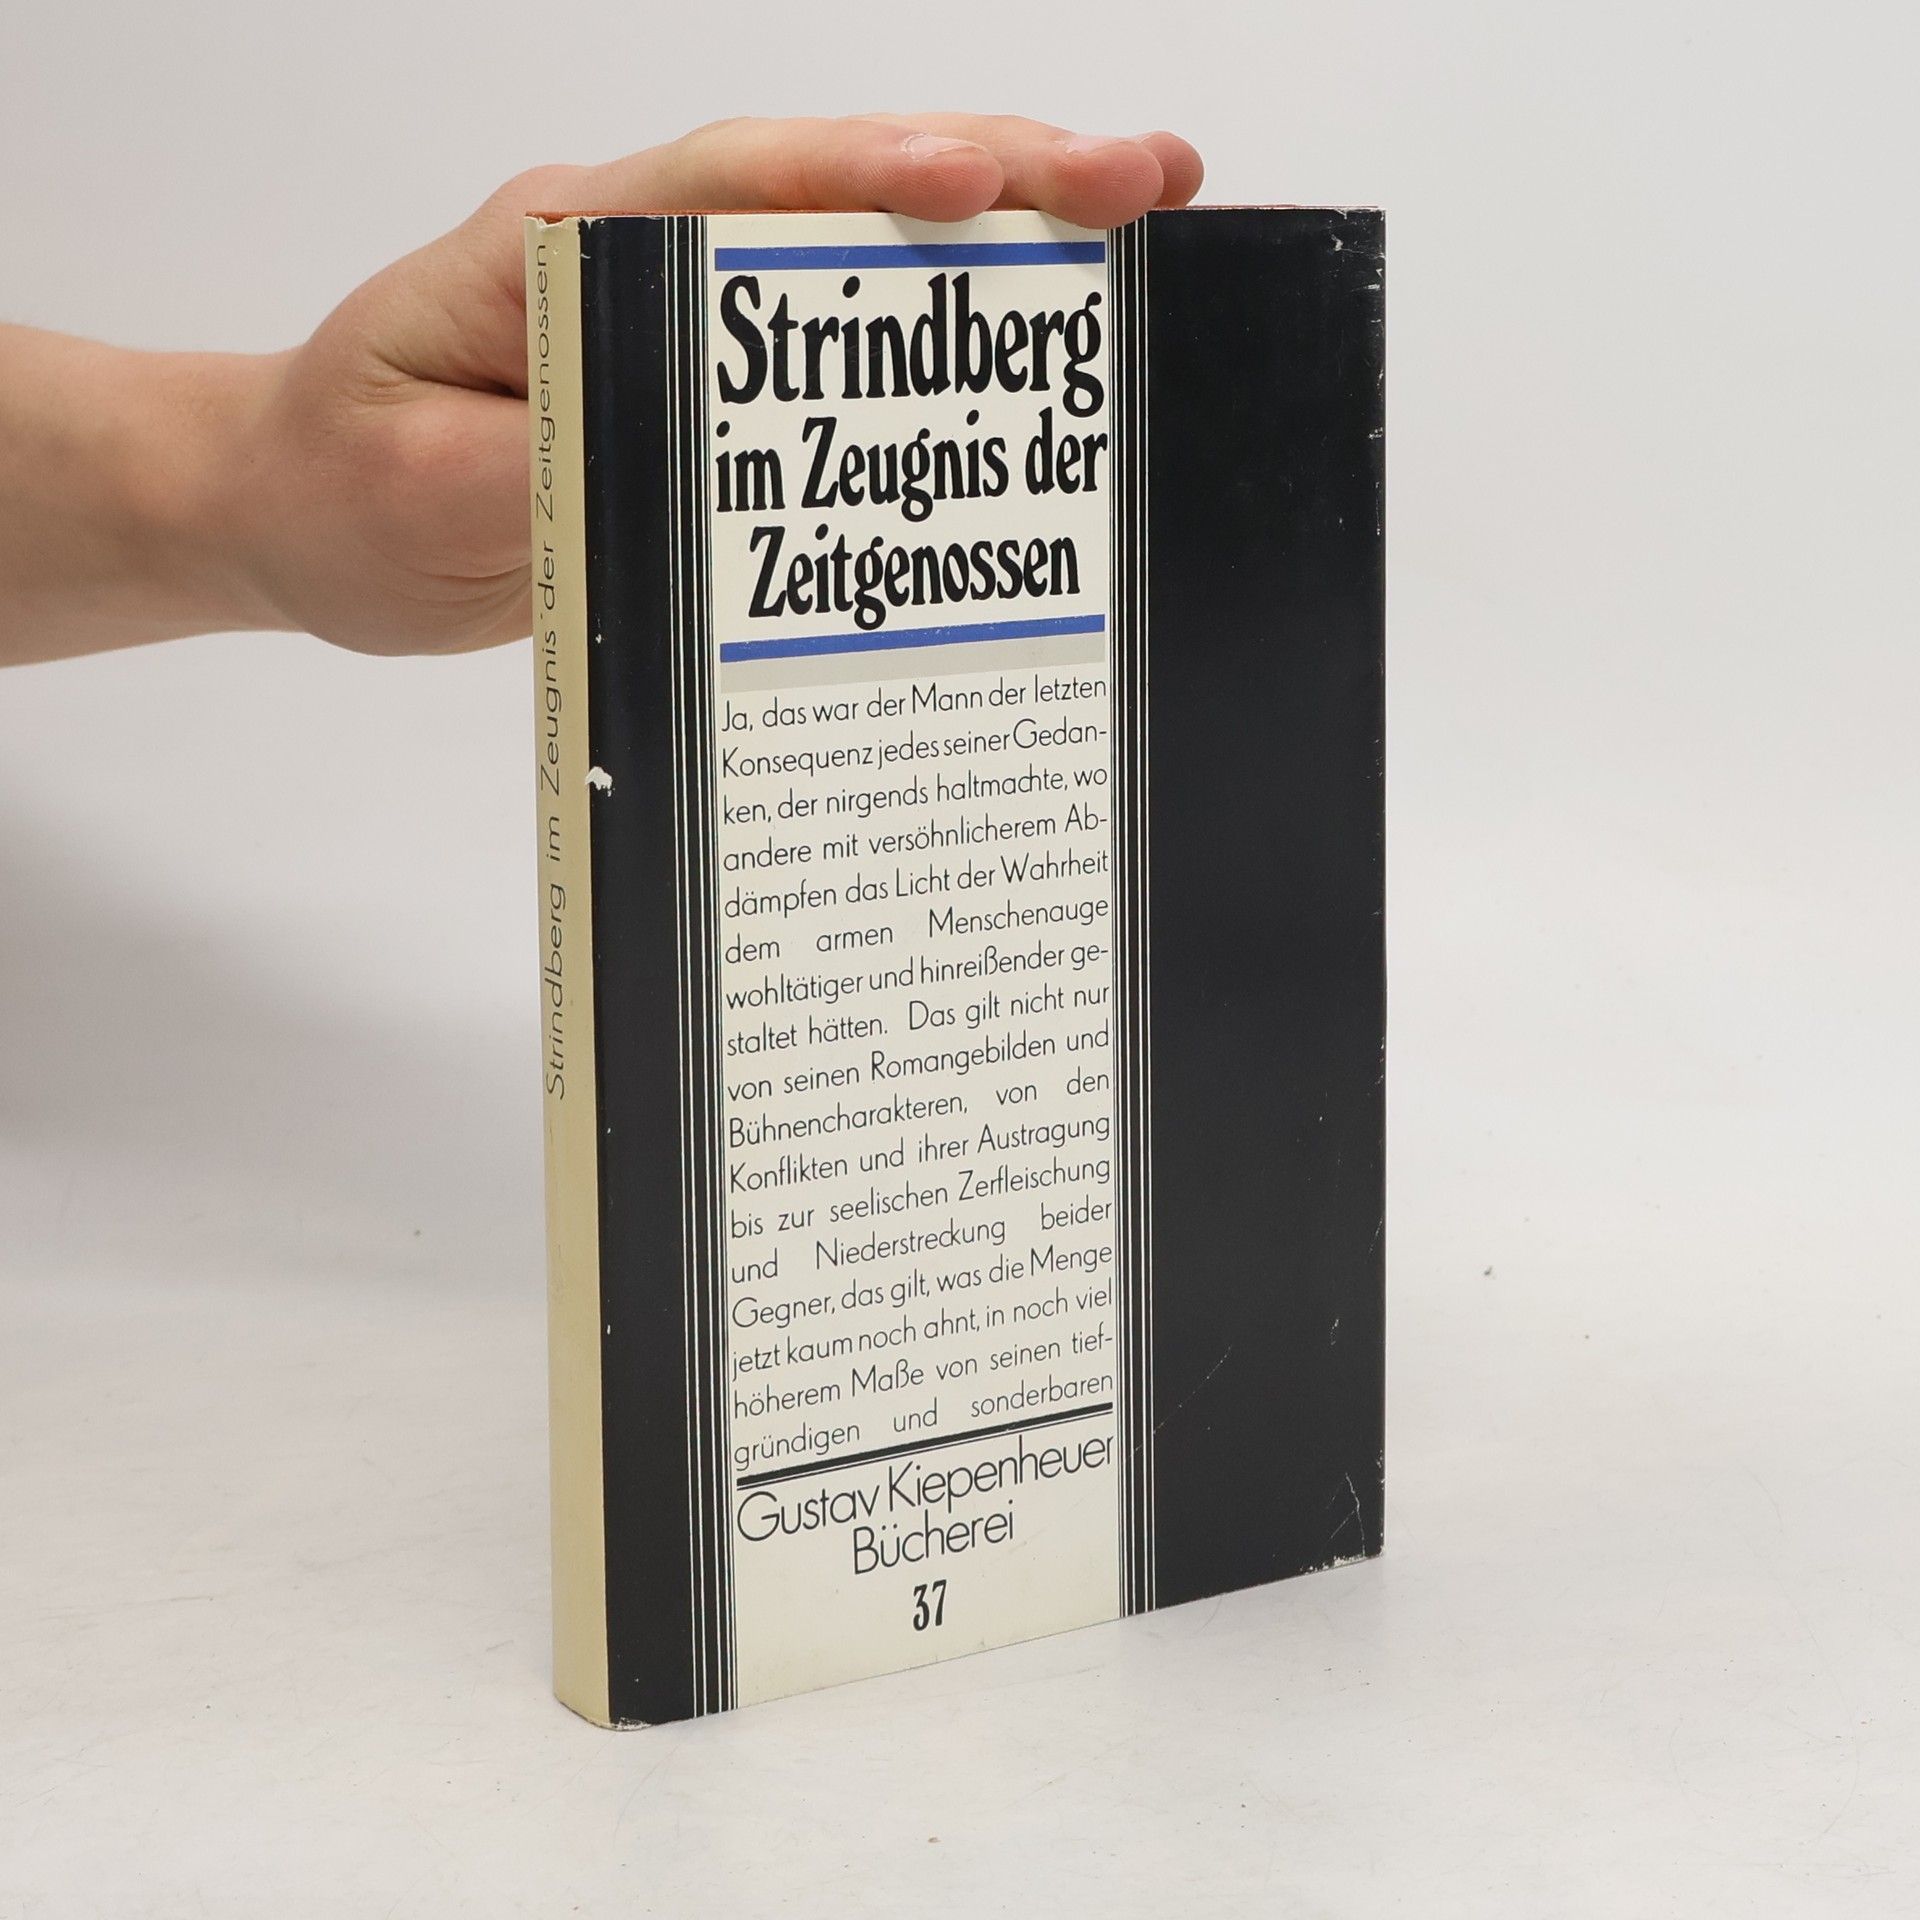 Strindberg im Zeugnis der Zeitgenossen
Strindberg
im Zeugnis der
Zeitgenossen
Ja, das war der Mann der letzten
Konsequenz jedes seiner Gedan-
ken, der nirgends haltmachte, wo
andere mit versöhnlicherem Ab-
dämpfen das Licht der Wahrheit
dem armen Menschenauge
wohltätiger und hinreißender ge-
staltet hätten. Das gilt nicht nur
von seinen Romangebilden und
Bühnencharakteren, von den
Konflikten und ihrer Austragung
bis zur seelischen Zerfleischung
und Niederstreckung beider
Gegner, das gilt, was die Menge
jetzt kaum noch ahnt, in noch viel
höherem Maße von seinen tief-
gründigen und sonderbaren
Gustav Kiepenheuer
Bücherei
37